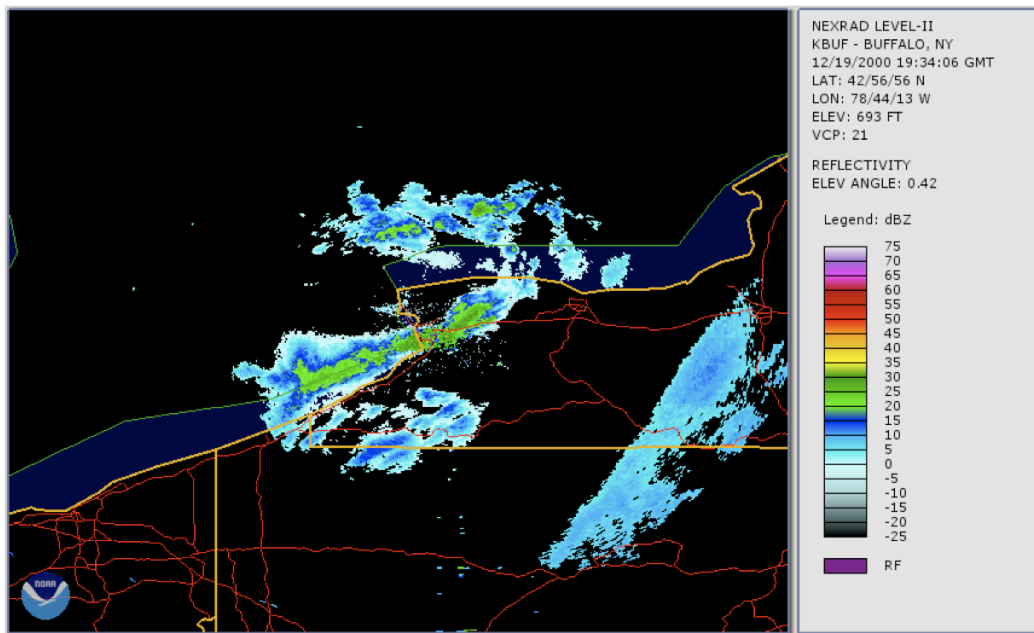 NEXRAD LEVEL-II
KBUF - BUFFALO, NY
12/19/2000 19:34:06 GMT
LAT: 42/56/56 N
LON: 78/44/13 W
ELEV: 693 FT
VCP: 21
REFLECTIVITY
ELEV ANGLE: 0.42
Legend: dBZ
75
70
65
60
55
50
45
40
35
30
25
20
15
10
5
0
-5
-10
-15
-20
-25
RF
NOAA